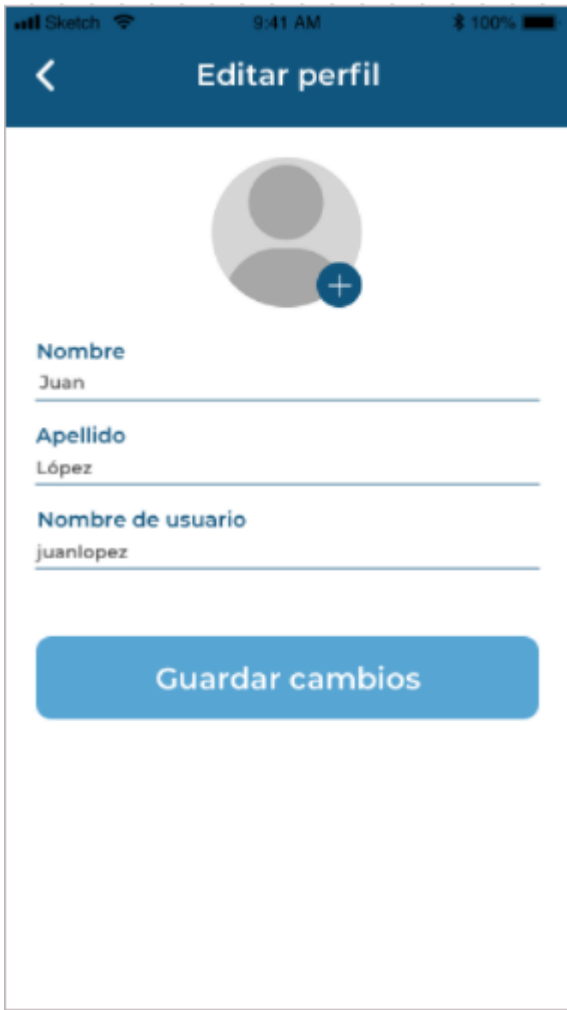 Sketch 9:41 AM 100%
Editar perfil
Nombre
Juan
Apellido
López
Nombre de usuario
juanlopez
Guardar cambios